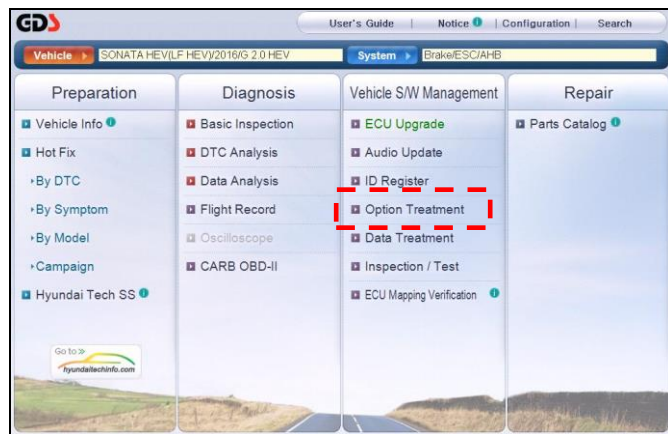 GDS
User's Guide | Notice | Configuration | Search
Vehicle SONATA HEV(LF HEV)/2016/G 2.0 HEV System Brake/ESC/AHB
Preparation
Vehicle Info
Hot Fix
By DTC
By Symptom
By Model
Campaign
Hyundai Tech SS
Go to »
hyundaitechinfo.com
Diagnosis
Basic Inspection
DTC Analysis
Data Analysis
Flight Record
Oscilloscope
CARB OBD-II
Vehicle S/W Management
ECU Upgrade
Audio Update
ID Register
Option Treatment
Data Treatment
Inspection / Test
ECU Mapping Verification
Repair
Parts Catalog